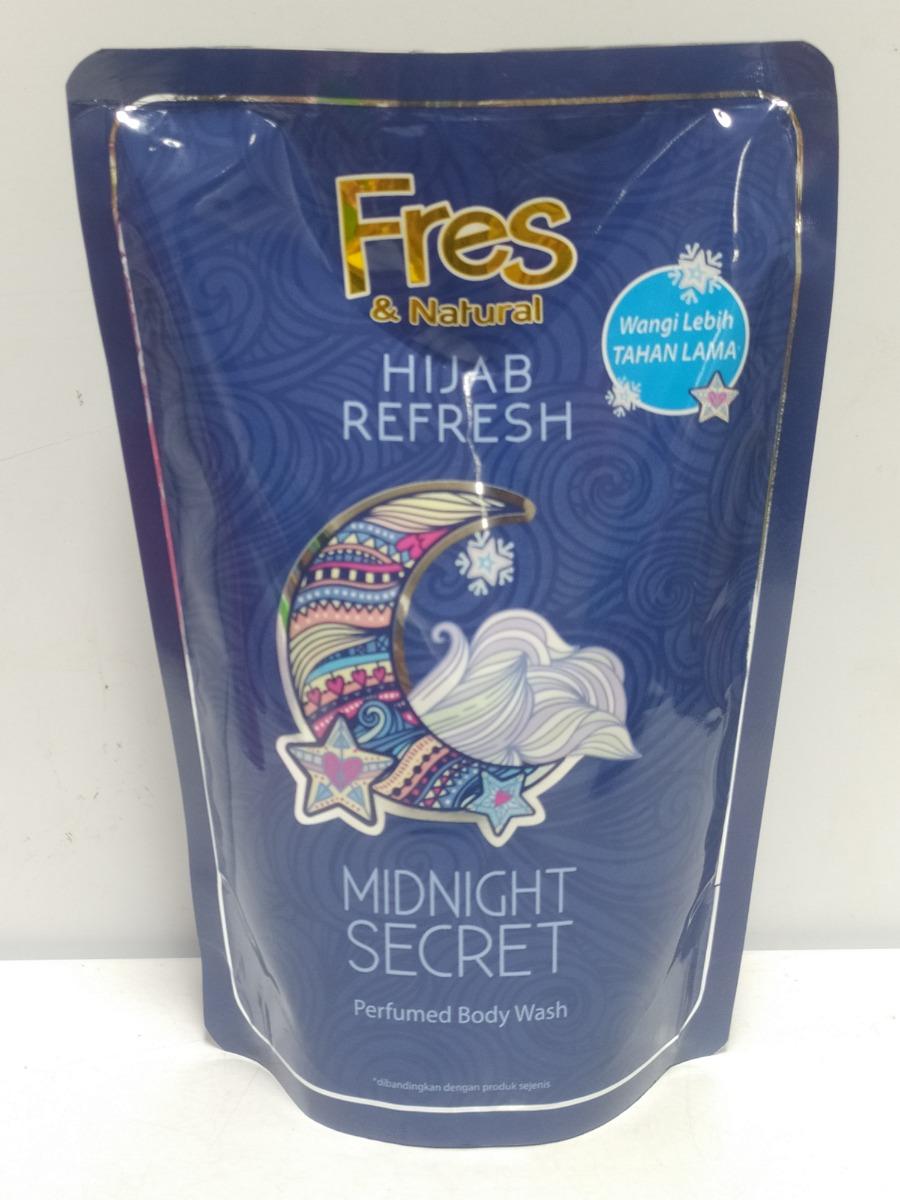 Fres
& Natural
HIJAB
REFRESH
Wangi Lebih
TAHAN LAMA
MIDNIGHT
SECRET
Perfumed Body Wash
*dibandingkan dengan produk sejenis